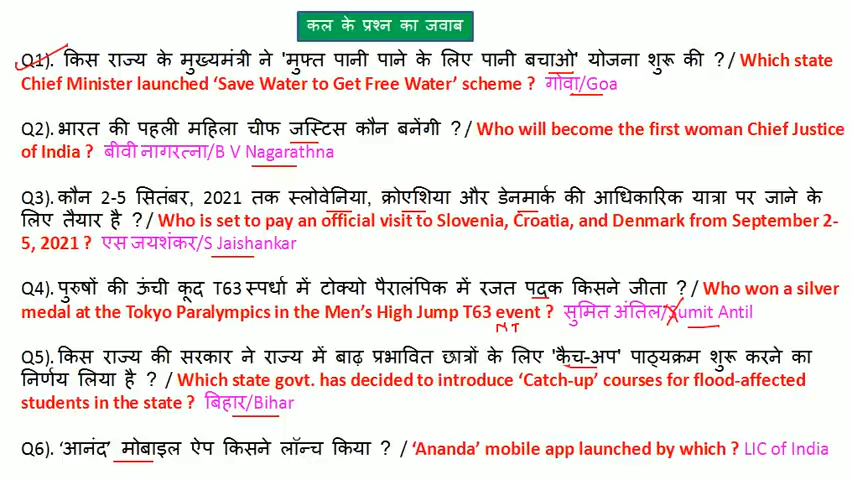 कल के प्रश्न का जवाब
Q1). किस राज्य के मुख्यमंत्री ने 'मुफ्त पानी पाने के लिए पानी बचाओ' योजना शुरू की ? / Which state
Chief Minister launched ‘Save Water to Get Free Water’ scheme ? गोवा/Goa
Q2). भारत की पहली महिला चीफ जस्टिस कौन बनेंगी ? / Who will become the first woman Chief Justice
of India ? बीवी नागरत्ना/B V Nagarathna
Q3). कौन 2-5 सितंबर, 2021 तक स्लोवेनिया, क्रोएशिया और डेनमार्क की आधिकारिक यात्रा पर जाने के
लिए तैयार है ? / Who is set to pay an official visit to Slovenia, Croatia, and Denmark from September 2-
5, 2021 ? एस जयशंकर/S Jaishankar
Q4). पुरुषों की ऊंची कूद T63 स्पर्धा में टोक्यो पैरालंपिक में रजत पदक किसने जीता ? / Who won a silver
medal at the Tokyo Paralympics in the Men’s High Jump T63 event ? सुमित अंतिल/Sumit Antil
Q5). किस राज्य की सरकार ने राज्य में बाढ़ प्रभावित छात्रों के लिए 'कैच-अप' पाठ्यक्रम शुरू करने का
निर्णय लिया है ? / Which state govt. has decided to introduce ‘Catch-up’ courses for flood-affected
students in the state ? बिहार/Bihar
Q6). ‘आनंद’ मोबाइल ऐप किसने लॉन्च किया ? / ‘Ananda’ mobile app launched by which ? LIC of India